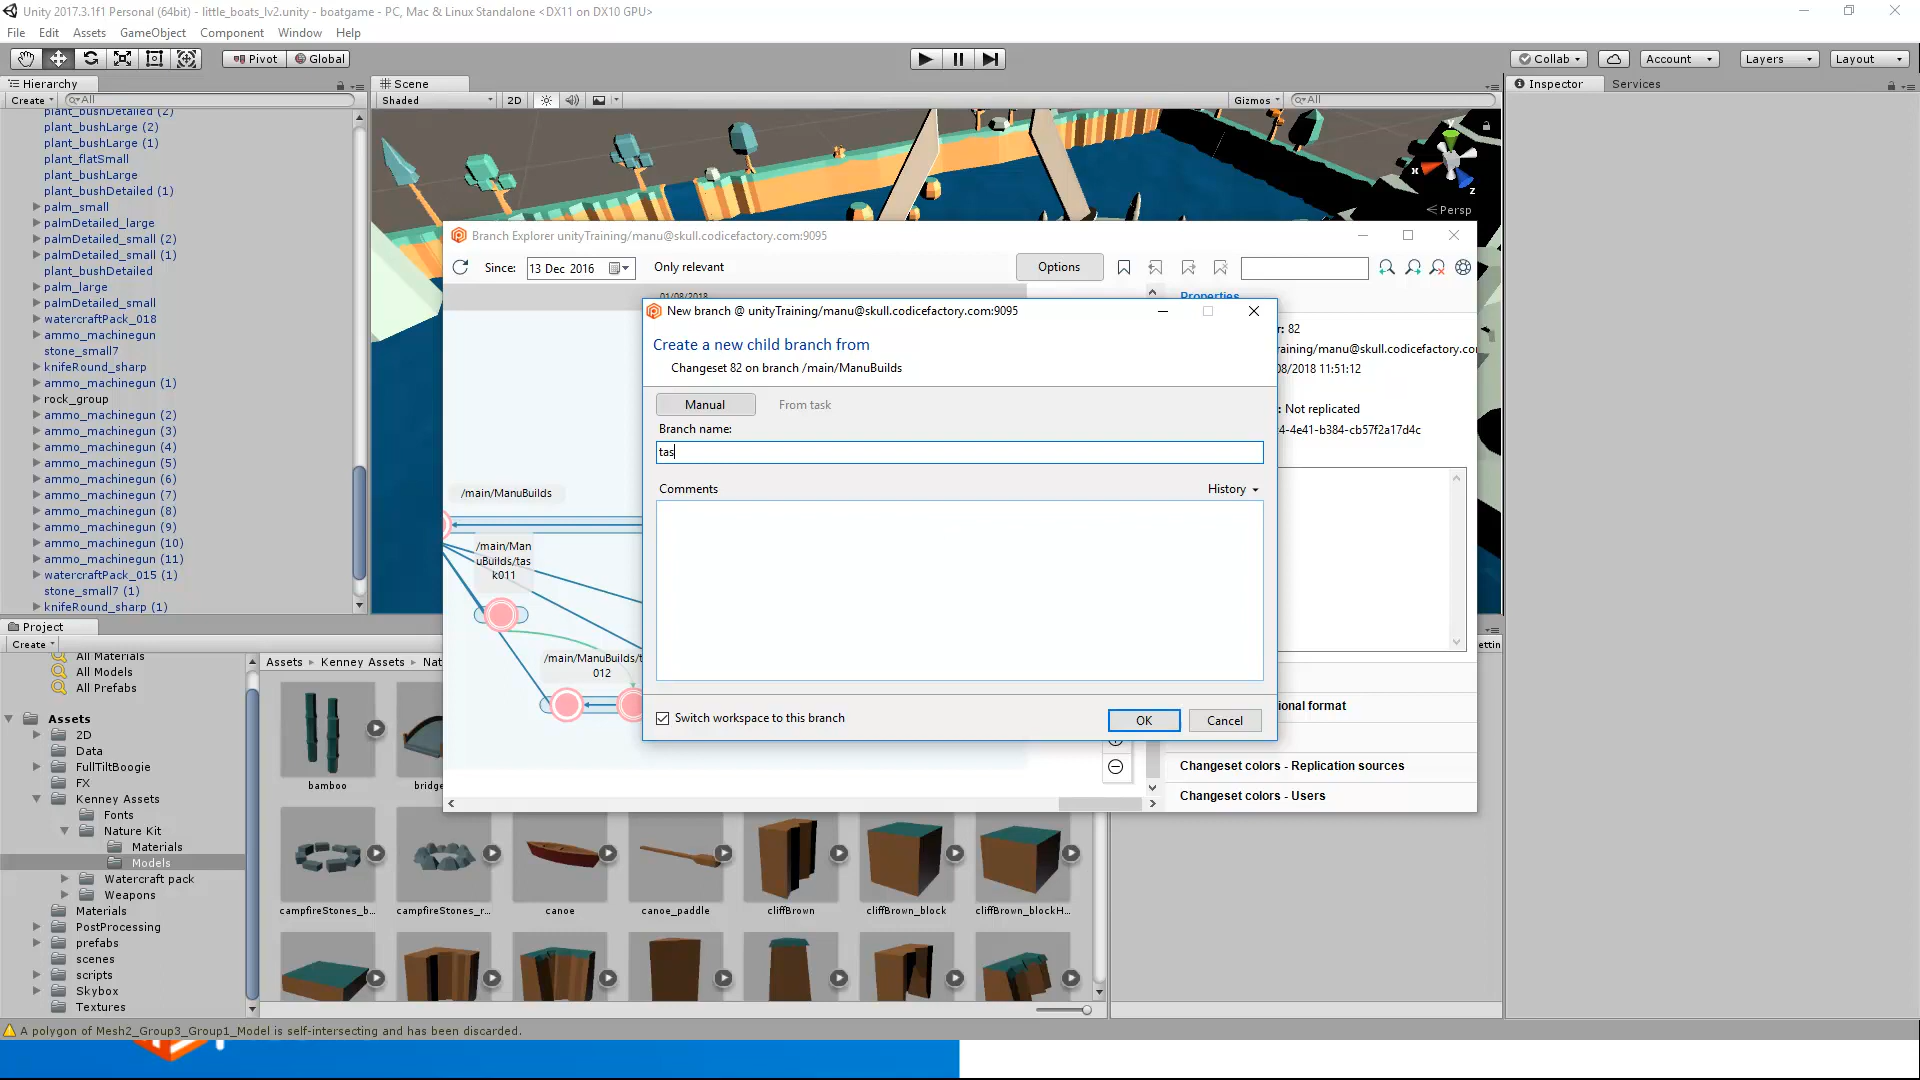 Unity 2017.3.1f1 Personal (64bit) - little_boats_lv2.unity - boatgame - PC, Mac & Linux Standalone <DX11 on DX10 GPU>
File Edit Assets GameObject Component Window Help
Pivot Global Collab Account Layers Layout
Hierarchy
Create All
plant_bushDetailed (2)
plant_bushLarge (2)
plant_bushLarge (1)
plant_flatSmall
plant_bushLarge
plant_bushDetailed (1)
palm_small
palmDetailed_large
palmDetailed_small (2)
palmDetailed_small (1)
plant_bushDetailed
palm_large
palmDetailed_small
watercraftPack_018
ammo_machinegun
stone_small7
knifeRound_sharp
ammo_machinegun (1)
rock_group
ammo_machinegun (2)
ammo_machinegun (3)
ammo_machinegun (4)
ammo_machinegun (5)
ammo_machinegun (6)
ammo_machinegun (7)
ammo_machinegun (8)
ammo_machinegun (9)
ammo_machinegun (10)
ammo_machinegun (11)
watercraftPack_015 (1)
stone_small7 (1)
knifeRound_sharp (1)
Scene
Shaded 2D Gizmos All
y
x
z
Persp
Inspector Services
Branch Explorer unityTraining/manu@skull.codicefactory.com:9095
Since: 13 Dec 2016 Only relevant Options
01/08/2018
Properties
r: 82
raining/manu@skull.codicefactory.co
08/2018 11:51:12
: Not replicated
4-4e41-b384-cb57f2a17d4c
/main/ManuBuilds
/main/Man
uBuilds/tas
k011
/main/ManuBuilds/t
012
New branch @ unityTraining/manu@skull.codicefactory.com:9095
Create a new child branch from
Changeset 82 on branch /main/ManuBuilds
Manual From task
Branch name:
tas
Comments History
Switch workspace to this branch
OK Cancel
ional format
Changeset colors - Replication sources
Changeset colors - Users
ettin
Project
Create
All Materials
All Models
All Prefabs
Assets
2D
Data
FullTiltBoogie
FX
Kenney Assets
Fonts
Nature Kit
Materials
Models
Watercraft pack
Weapons
Materials
PostProcessing
prefabs
scenes
scripts
Skybox
Textures
Assets Kenney Assets Nat
bamboo bridge
campfireStones_b... campfireStones_r... canoe canoe_paddle cliffBrown cliffBrown_block cliffBrown_blockH...
A polygon of Mesh2_Group3_Group1_Model is self-intersecting and has been discarded.